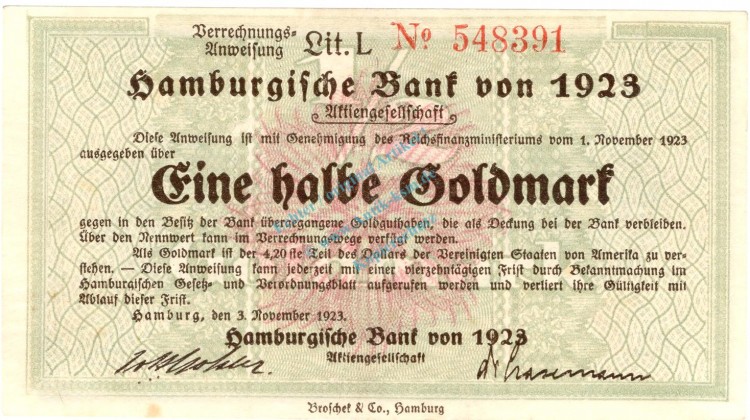 Verrechnungs-
Anweisung Lit. L No 548391
Hamburgische Bank von 1923
Aktiengesellschaft
Diese Anweisung ist mit Genehmigung des Reichsfinanzministeriums vom 1. November 1923
ausgegeben über
Eine halbe Goldmark
gegen in den Besitz der Bank übergegangene Goldguthaben, die als Deckung bei der Bank verbleiben.
Über den Nennwert kann im Verrechnungswege verfügt werden.
Als Goldmark ist der 4,20 ste Teil des Dollars der Vereinigten Staaten von Amerika zu ver-
stehen. — Diese Anweisung kann jederzeit mit einer vierzehntägigen Frist durch Bekanntmachung im
Hamburgischen Gesetz- und Verordnungsblatt aufgerufen werden und verliert ihre Gültigkeit mit
Ablauf dieser Frist.
Hamburg, den 3. November 1923.
Hamburgische Bank von 1923
Aktiengesellschaft
Broschek & Co., Hamburg